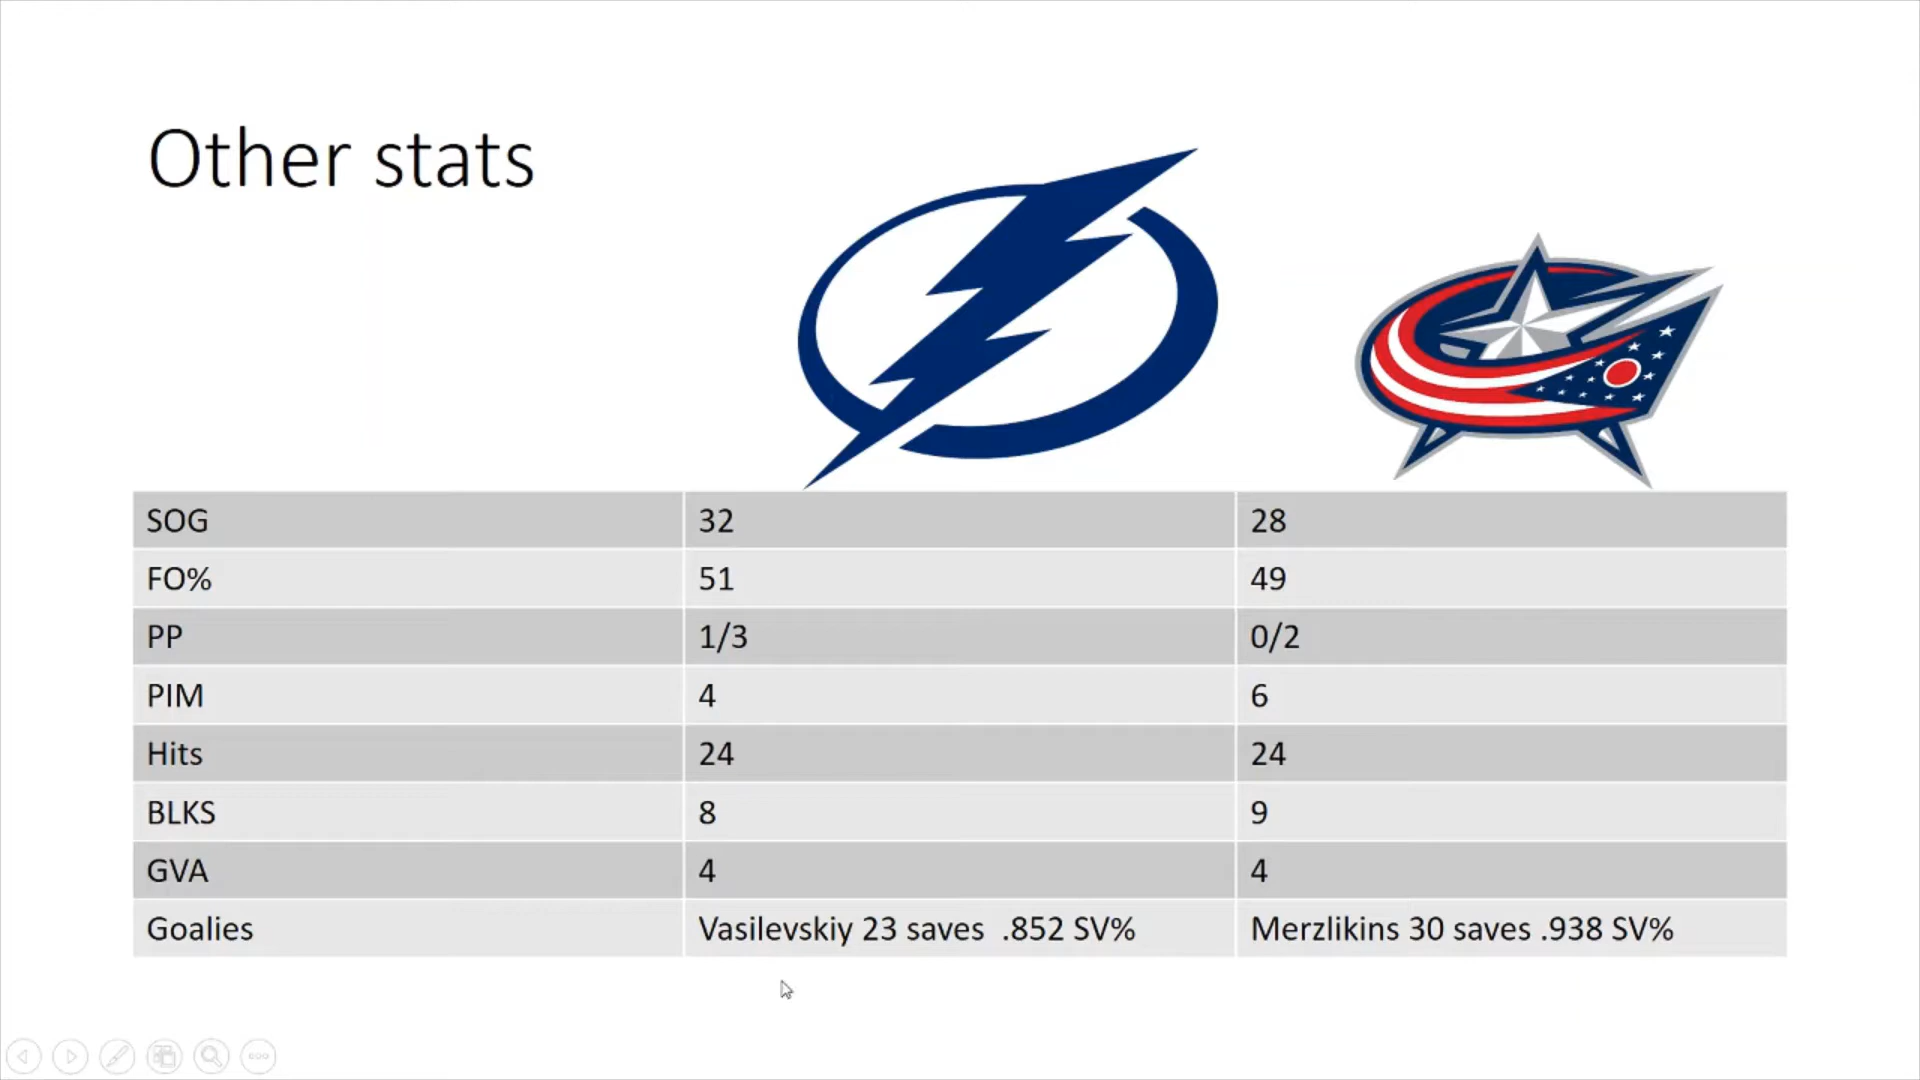 Other stats
SOG 32 28
FO% 51 49
PP 1/3 0/2
PIM 4 6
Hits 24 24
BLKS 8 9
GVA 4 4
Goalies Vasilevskiy 23 saves .852 SV% Merzlikins 30 saves .938 SV%